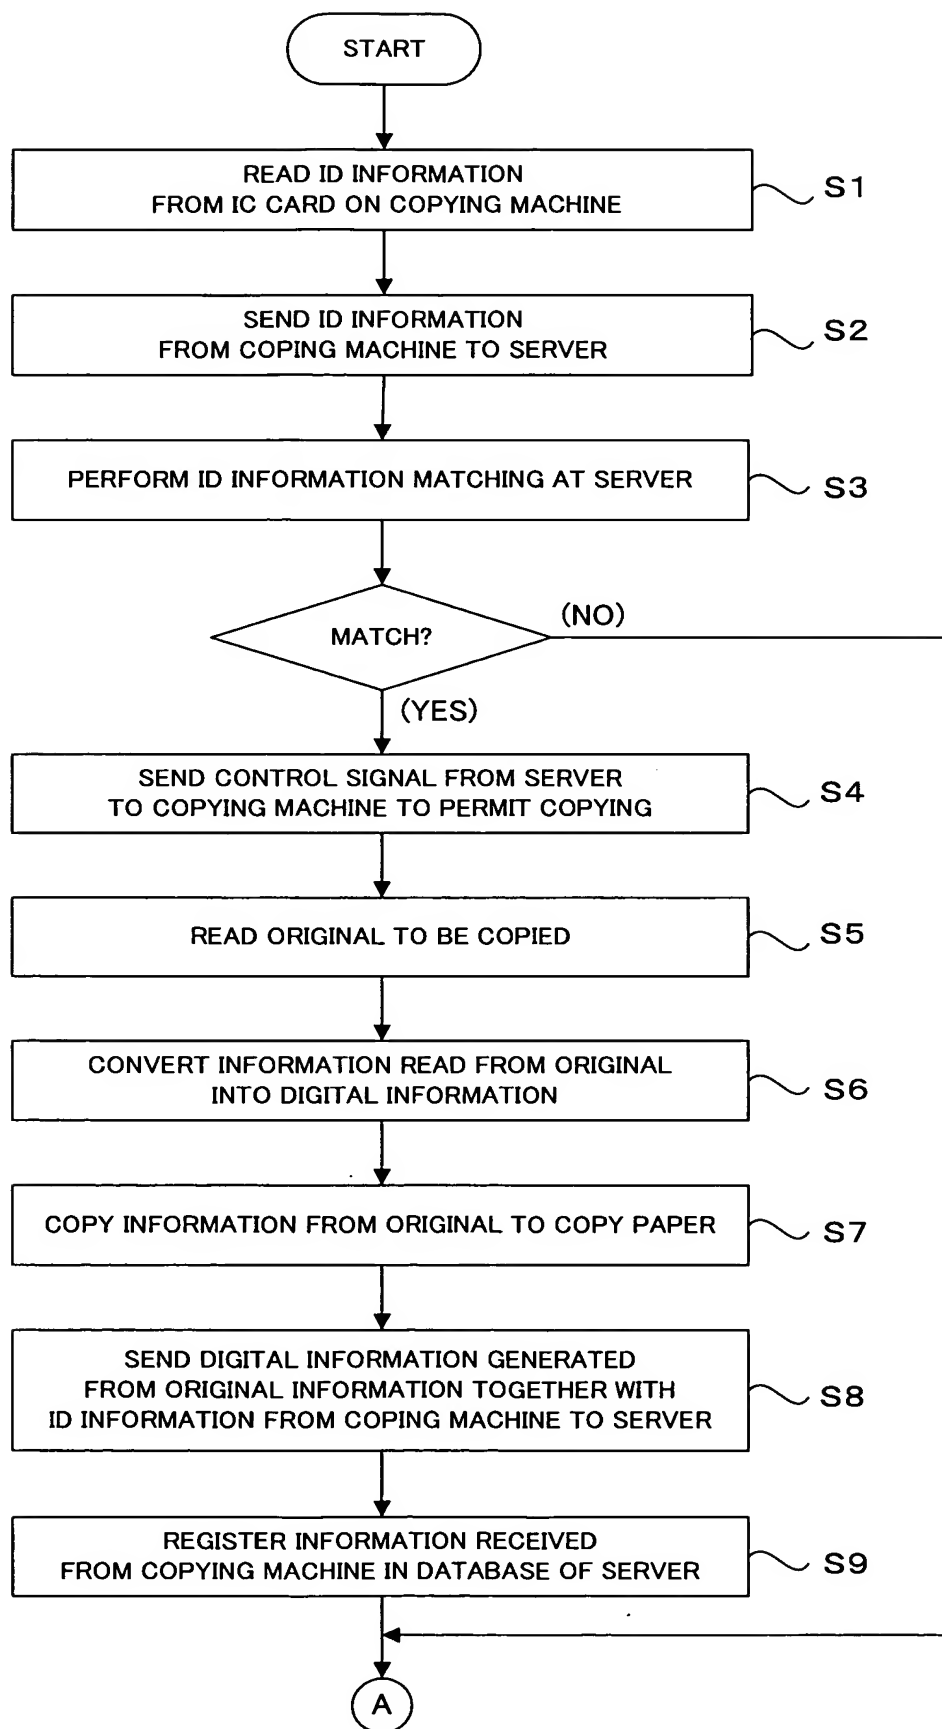 START
READ ID INFORMATION
FROM IC CARD ON COPYING MACHINE
S1
SEND ID INFORMATION
FROM COPING MACHINE TO SERVER
S2
PERFORM ID INFORMATION MATCHING AT SERVER
S3
MATCH?
(NO)
(YES)
SEND CONTROL SIGNAL FROM SERVER
TO COPYING MACHINE TO PERMIT COPYING
S4
READ ORIGINAL TO BE COPIED
S5
CONVERT INFORMATION READ FROM ORIGINAL
INTO DIGITAL INFORMATION
S6
COPY INFORMATION FROM ORIGINAL TO COPY PAPER
S7
SEND DIGITAL INFORMATION GENERATED
FROM ORIGINAL INFORMATION TOGETHER WITH
ID INFORMATION FROM COPING MACHINE TO SERVER
S8
REGISTER INFORMATION RECEIVED
FROM COPYING MACHINE IN DATABASE OF SERVER
S9
A